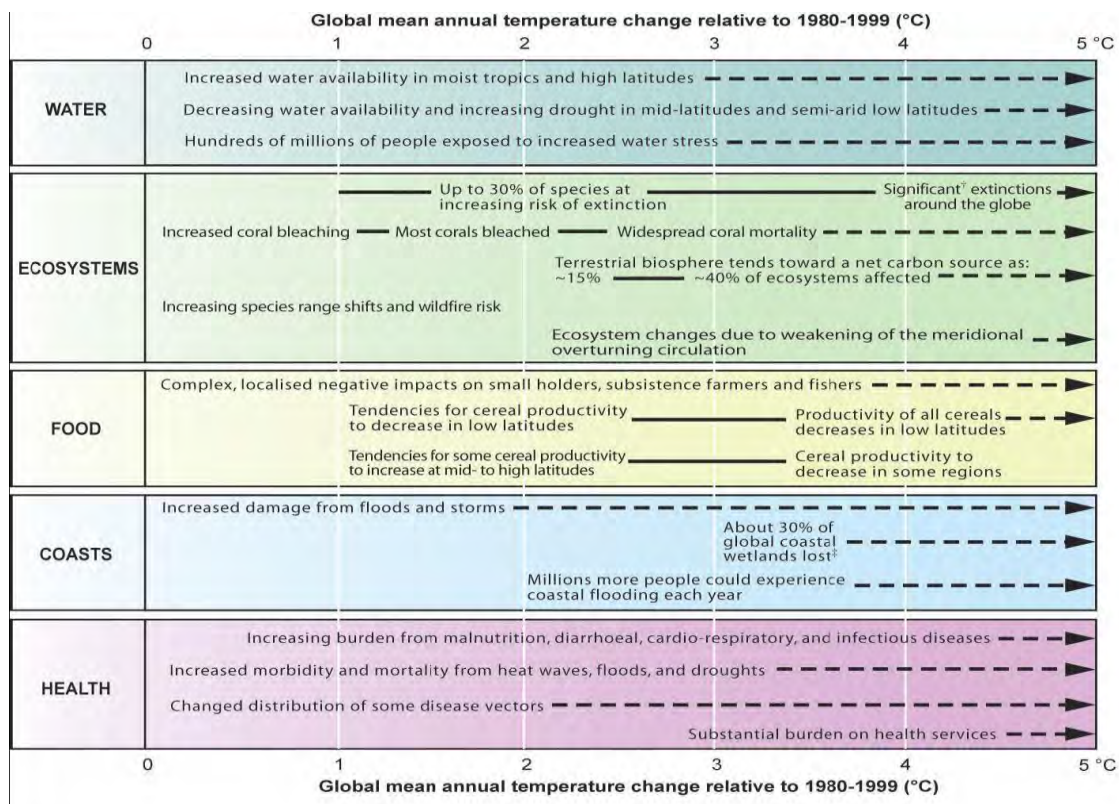 Global mean annual temperature change relative to 1980-1999 (°C)
0 1 2 3 4 5 °C
WATER
Increased water availability in moist tropics and high latitudes
Decreasing water availability and increasing drought in mid-latitudes and semi-arid low latitudes
Hundreds of millions of people exposed to increased water stress
ECOSYSTEMS
Up to 30% of species at
increasing risk of extinction
Significant† extinctions
around the globe
Increased coral bleaching Most corals bleached Widespread coral mortality
Terrestrial biosphere tends toward a net carbon source as:
~15% ~40% of ecosystems affected
Increasing species range shifts and wildfire risk
Ecosystem changes due to weakening of the meridional
overturning circulation
FOOD
Complex, localised negative impacts on small holders, subsistence farmers and fishers
Tendencies for cereal productivity
to decrease in low latitudes
Productivity of all cereals
decreases in low latitudes
Tendencies for some cereal productivity
to increase at mid- to high latitudes
Cereal productivity to
decrease in some regions
COASTS
Increased damage from floods and storms
About 30% of
global coastal
wetlands lost‡
Millions more people could experience
coastal flooding each year
HEALTH
Increasing burden from malnutrition, diarrhoeal, cardio-respiratory, and infectious diseases
Increased morbidity and mortality from heat waves, floods, and droughts
Changed distribution of some disease vectors
Substantial burden on health services
0 1 2 3 4 5 °C
Global mean annual temperature change relative to 1980-1999 (°C)